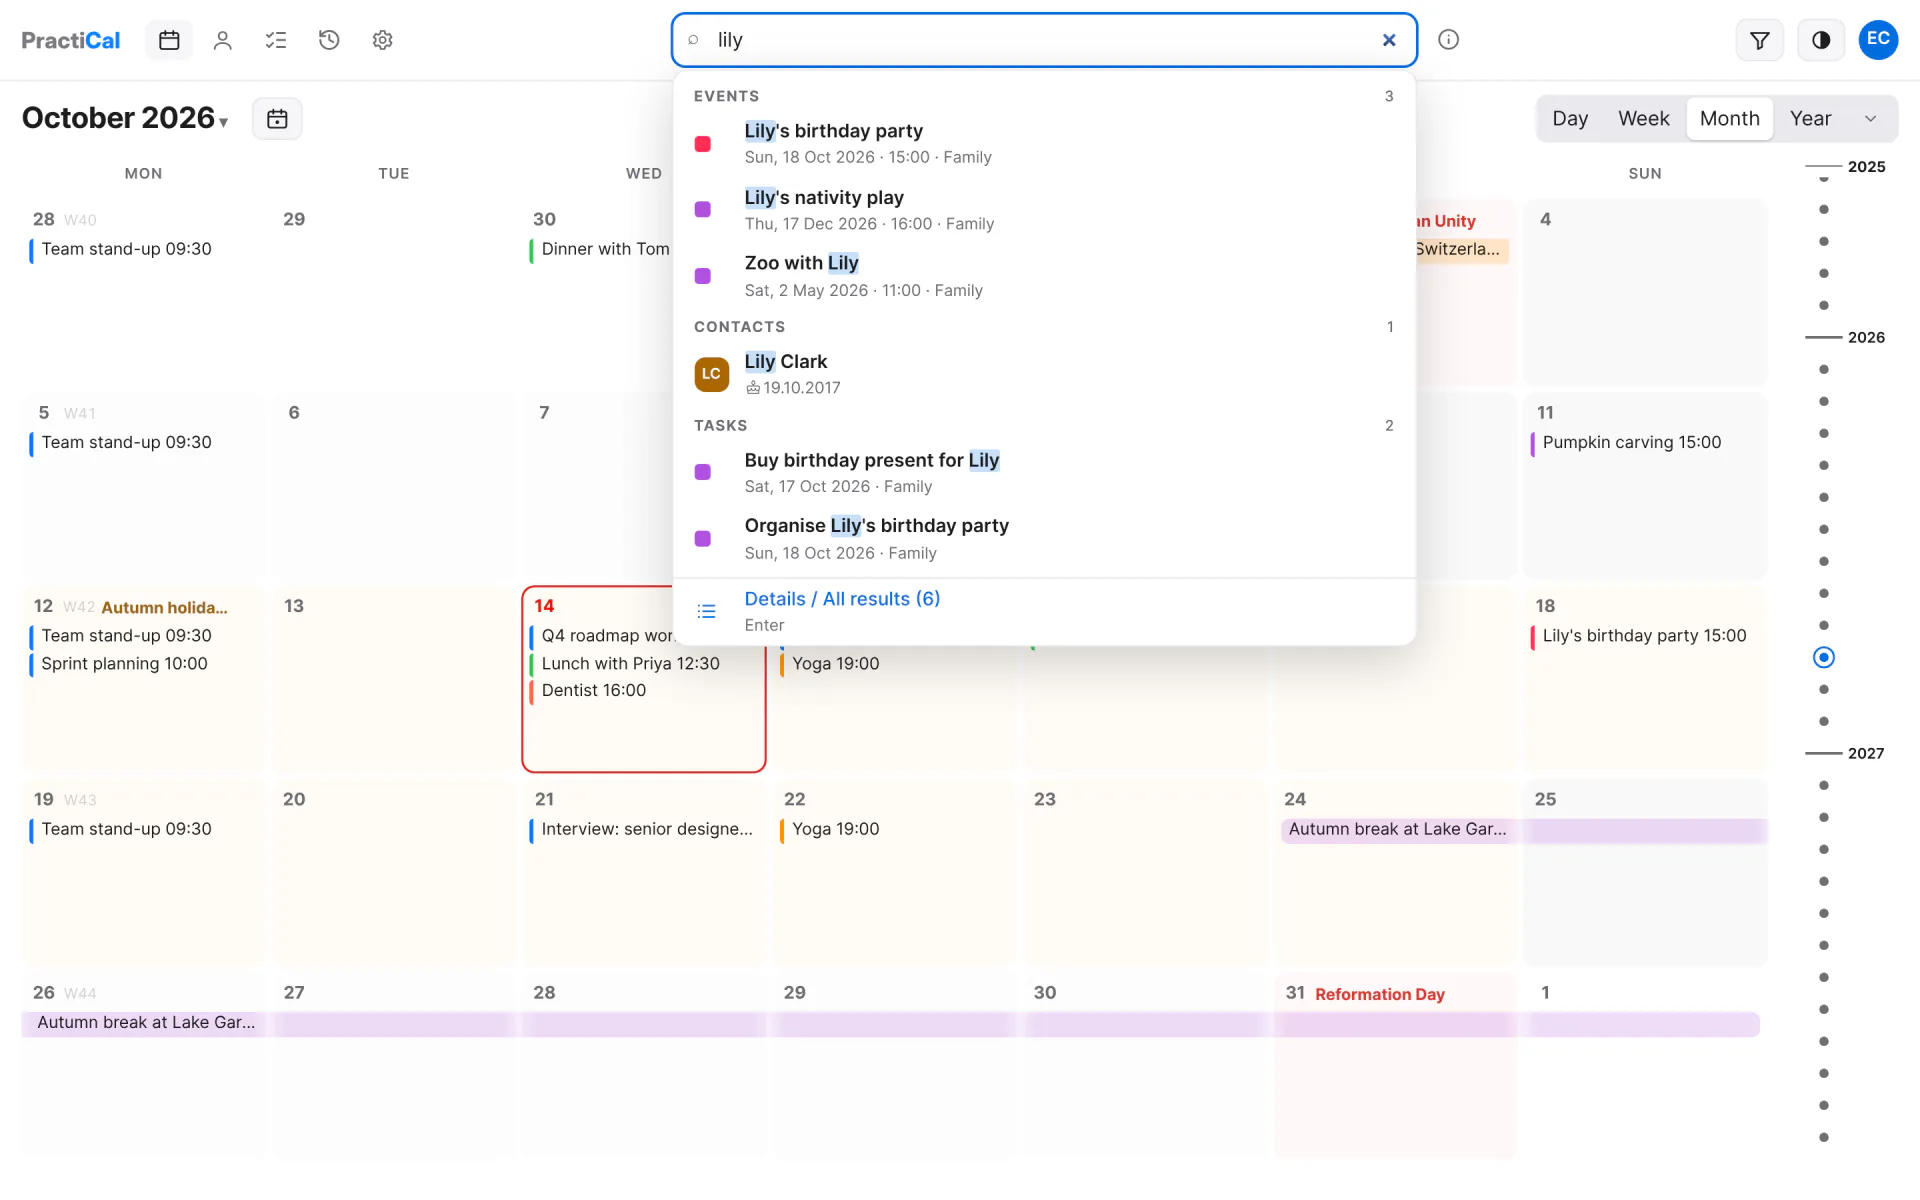 PractiCal
lily
EC
October 2026
Day Week Month Year
MON TUE WED SUN
EVENTS 3
Lily's birthday party
Sun, 18 Oct 2026 · 15:00 · Family
Lily's nativity play
Thu, 17 Dec 2026 · 16:00 · Family
Zoo with Lily
Sat, 2 May 2026 · 11:00 · Family
CONTACTS 1
LC
Lily Clark
19.10.2017
TASKS 2
Buy birthday present for Lily
Sat, 17 Oct 2026 · Family
Organise Lily's birthday party
Sun, 18 Oct 2026 · Family
Details / All results (6)
Enter
28 W40 29 30 4
Unity
Team stand-up 09:30
Dinner with Tom
Switzerla...
5 W41 6 7 11
Team stand-up 09:30
Pumpkin carving 15:00
12 W42 Autumn holida... 13 14 18
Team stand-up 09:30
Q4 roadmap
Lily's birthday party 15:00
Sprint planning 10:00
Lunch with Priya 12:30
Yoga 19:00
Dentist 16:00
19 W43 20 21 22 23 24 25
Team stand-up 09:30
Interview: senior designe...
Yoga 19:00
Autumn break at Lake Gar...
26 W44 27 28 29 30 31 Reformation Day 1
Autumn break at Lake Gar...
2025
2026
2027